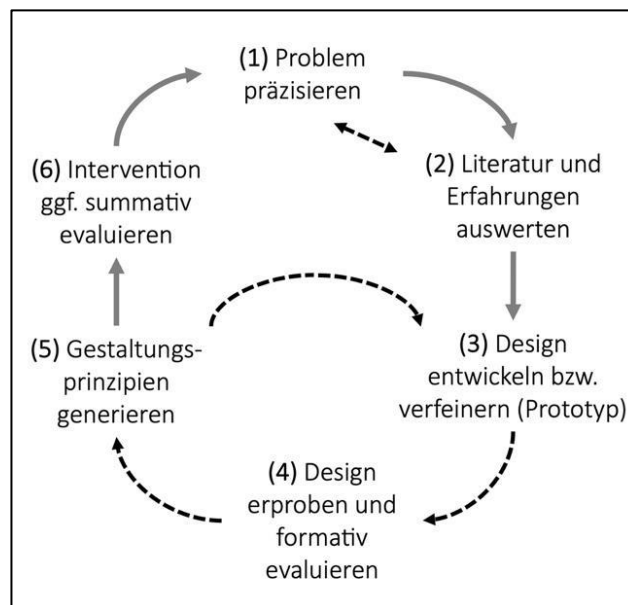 (1) Problem
präzisieren
(2) Literatur und
Erfahrungen
auswerten
(3) Design
entwickeln bzw.
verfeinern (Prototyp)
(4) Design
erproben und
formativ
evaluieren
(5) Gestaltungs-
prinzipien
generieren
(6) Intervention
ggf. summativ
evaluieren